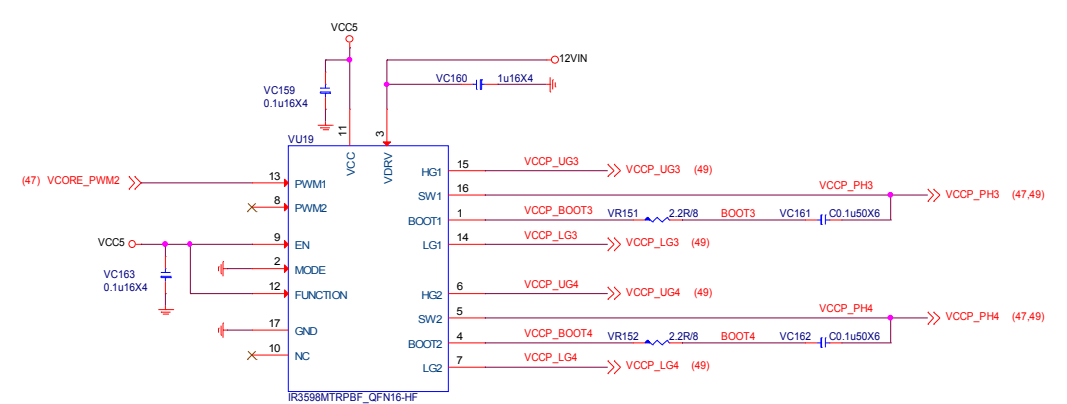 VCC5
12VIN
VC160 1u16X4
VC159
0.1u16X4
11
3
VU19
VCC
VDRV
(47) VCORE_PWM2 13 PWM1
8 PWM2
VCC5 9 EN
2 MODE
VC163
0.1u16X4
12 FUNCTION
17 GND
10 NC
HG1 15 VCCP_UG3 VCCP_UG3 (49)
SW1 16 VCCP_PH3 VCCP_PH3 (47,49)
BOOT1 1 VCCP_BOOT3 VR151 2.2R/8 BOOT3 VC161 C0.1u50X6
LG1 14 VCCP_LG3 VCCP_LG3 (49)
HG2 6 VCCP_UG4 VCCP_UG4 (49)
SW2 5 VCCP_PH4 VCCP_PH4 (47,49)
BOOT2 4 VCCP_BOOT4 VR152 2.2R/8 BOOT4 VC162 C0.1u50X6
LG2 7 VCCP_LG4 VCCP_LG4 (49)
IR3598MTRPBF_QFN16-HF